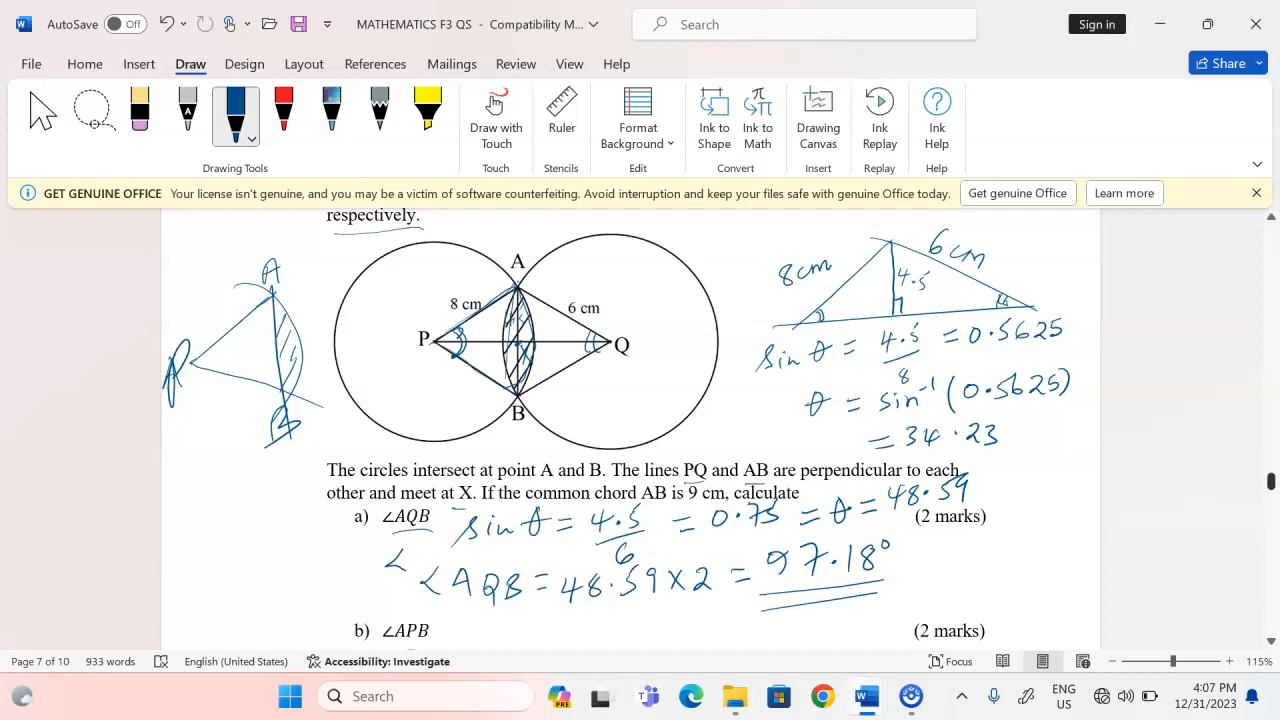 AutoSave Off MATHEMATICS F3 QS - Compatibility M... Search Sign in
File Home Insert Draw Design Layout References Mailings Review View Help Share
Draw with Touch Ruler Format Background Ink to Shape Ink to Math Drawing Canvas Ink Replay Ink Help
Drawing Tools Touch Stencils Edit Convert Insert Replay Help
GET GENUINE OFFICE Your license isn't genuine, and you may be a victim of software counterfeiting. Avoid interruption and keep your files safe with genuine Office today. Get genuine Office Learn more
respectively.
A
8 cm 6 cm
P Q
X
B
A
P
B
8cm 6cm
4.5
sin θ = 4.5/8 = 0.5625
θ = sin⁻¹ (0.5625)
= 34.23
The circles intersect at point A and B. The lines PQ and AB are perpendicular to each
other and meet at X. If the common chord AB is 9 cm, calculate
a) ∠AQB sin θ = 4.5/6 = 0.75 = θ = 48.59 (2 marks)
∠
∠AQB = 48.59 x 2 = 97.18°
b) ∠APB (2 marks)
Page 7 of 10 933 words English (United States) Accessibility: Investigate Focus 115%
Search PRE ENG US 4:07 PM 12/31/2023